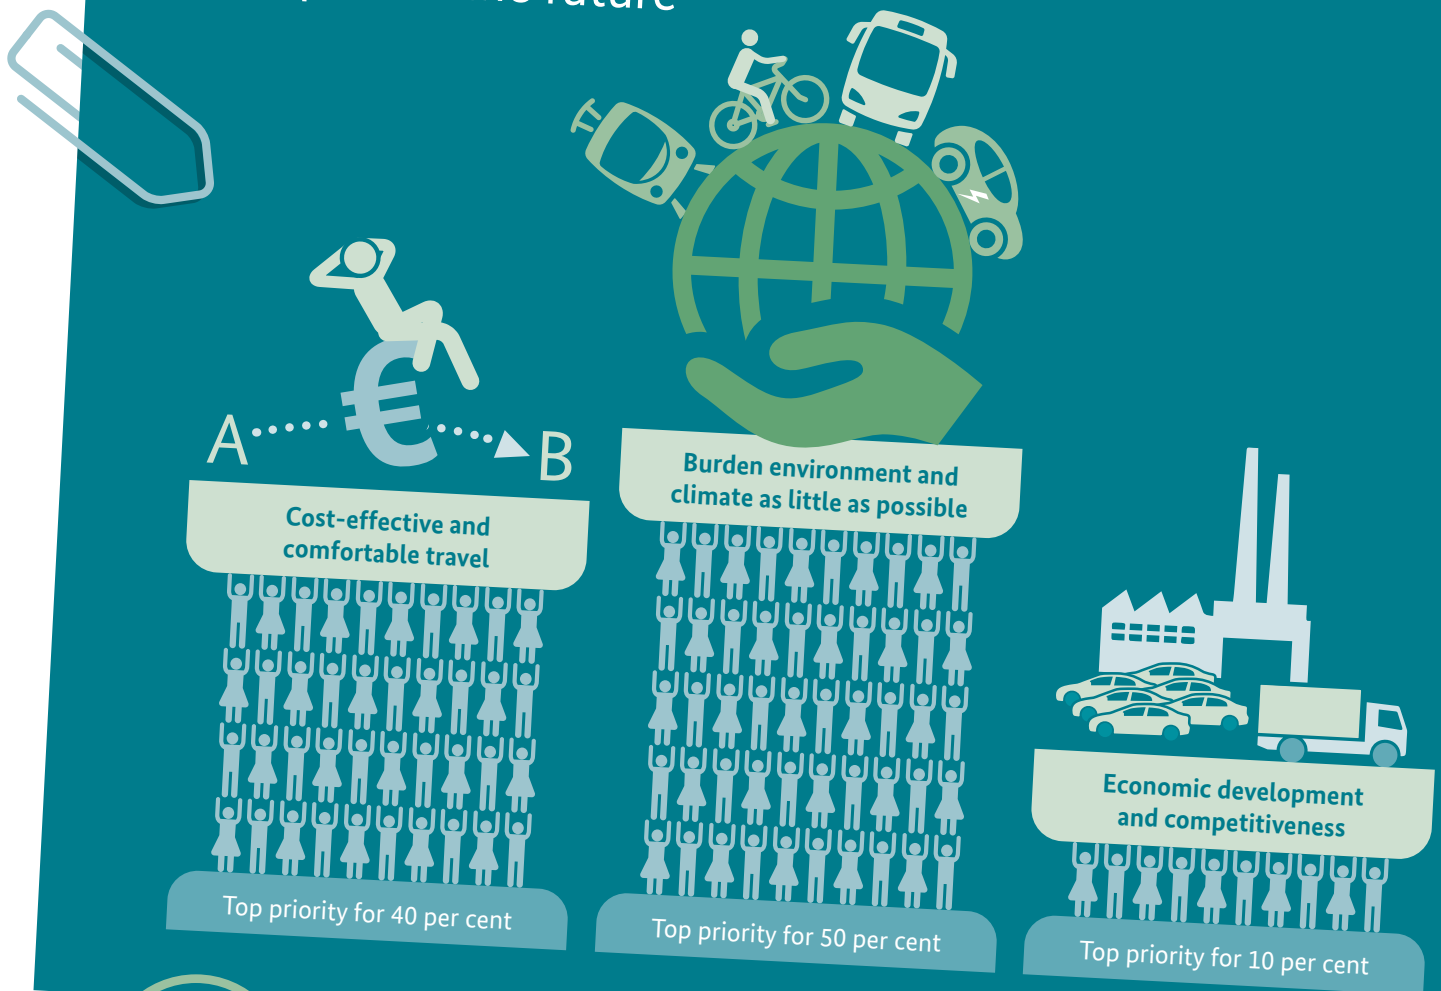 future
A
€
B
Cost-effective and
comfortable travel
Burden environment and
climate as little as possible
Economic development
and competitiveness
Top priority for 40 per cent
Top priority for 50 per cent
Top priority for 10 per cent